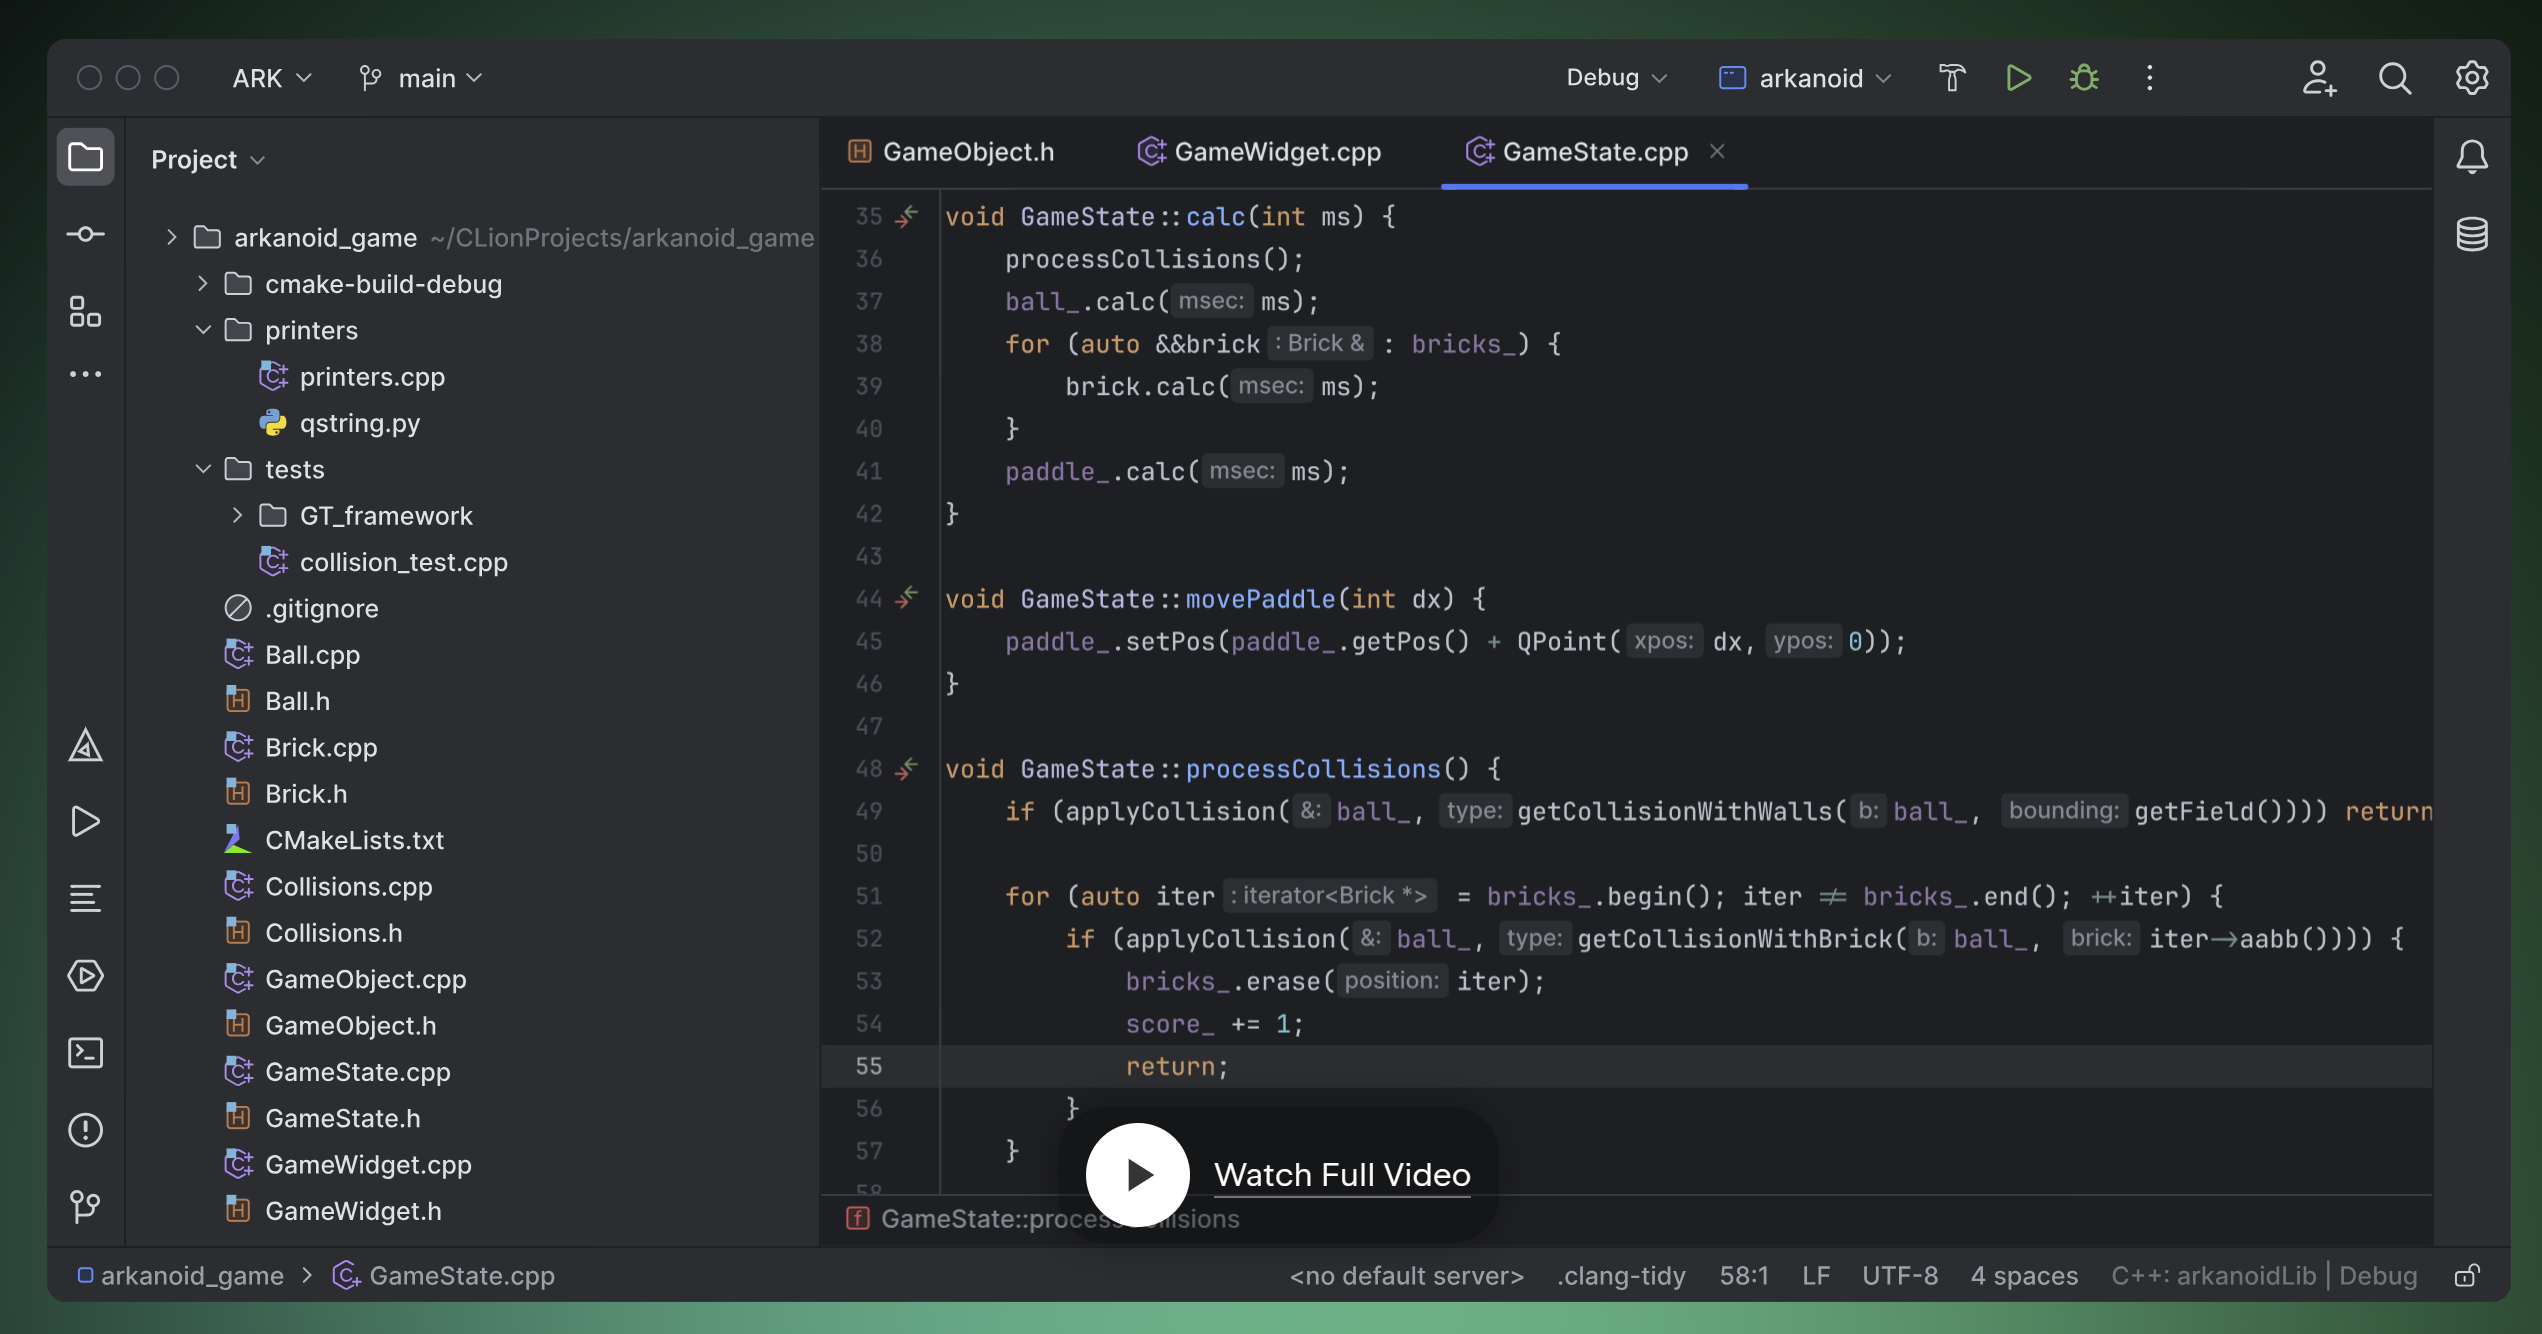 ARK main Debug arkanoid
Project
arkanoid_game ~/CLionProjects/arkanoid_game
cmake-build-debug
printers
printers.cpp
qstring.py
tests
GT_framework
collision_test.cpp
.gitignore
Ball.cpp
Ball.h
Brick.cpp
Brick.h
CMakeLists.txt
Collisions.cpp
Collisions.h
GameObject.cpp
GameObject.h
GameState.cpp
GameState.h
GameWidget.cpp
GameWidget.h
GameObject.h GameWidget.cpp GameState.cpp
35 void GameState::calc(int ms) {
36 processCollisions();
37 ball_.calc( msec: ms);
38 for (auto &&brick : Brick & : bricks_) {
39 brick.calc( msec: ms);
40 }
41 paddle_.calc( msec: ms);
42 }
43
44 void GameState::movePaddle(int dx) {
45 paddle_.setPos(paddle_.getPos() + QPoint( xpos: dx, ypos: 0));
46 }
47
48 void GameState::processCollisions() {
49 if (applyCollision( &: ball_, type: getCollisionWithWalls( b: ball_, bounding: getField()))) return
50
51 for (auto iter : iterator<Brick *> = bricks_.begin(); iter != bricks_.end(); ++iter) {
52 if (applyCollision( &: ball_, type: getCollisionWithBrick( b: ball_, brick: iter->aabb()))) {
53 bricks_.erase( position: iter);
54 score_ += 1;
55 return;
56 }
57 }
58
Watch Full Video
f GameState::processCollisions
arkanoid_game > GameState.cpp <no default server> .clang-tidy 58:1 LF UTF-8 4 spaces C++: arkanoidLib | Debug